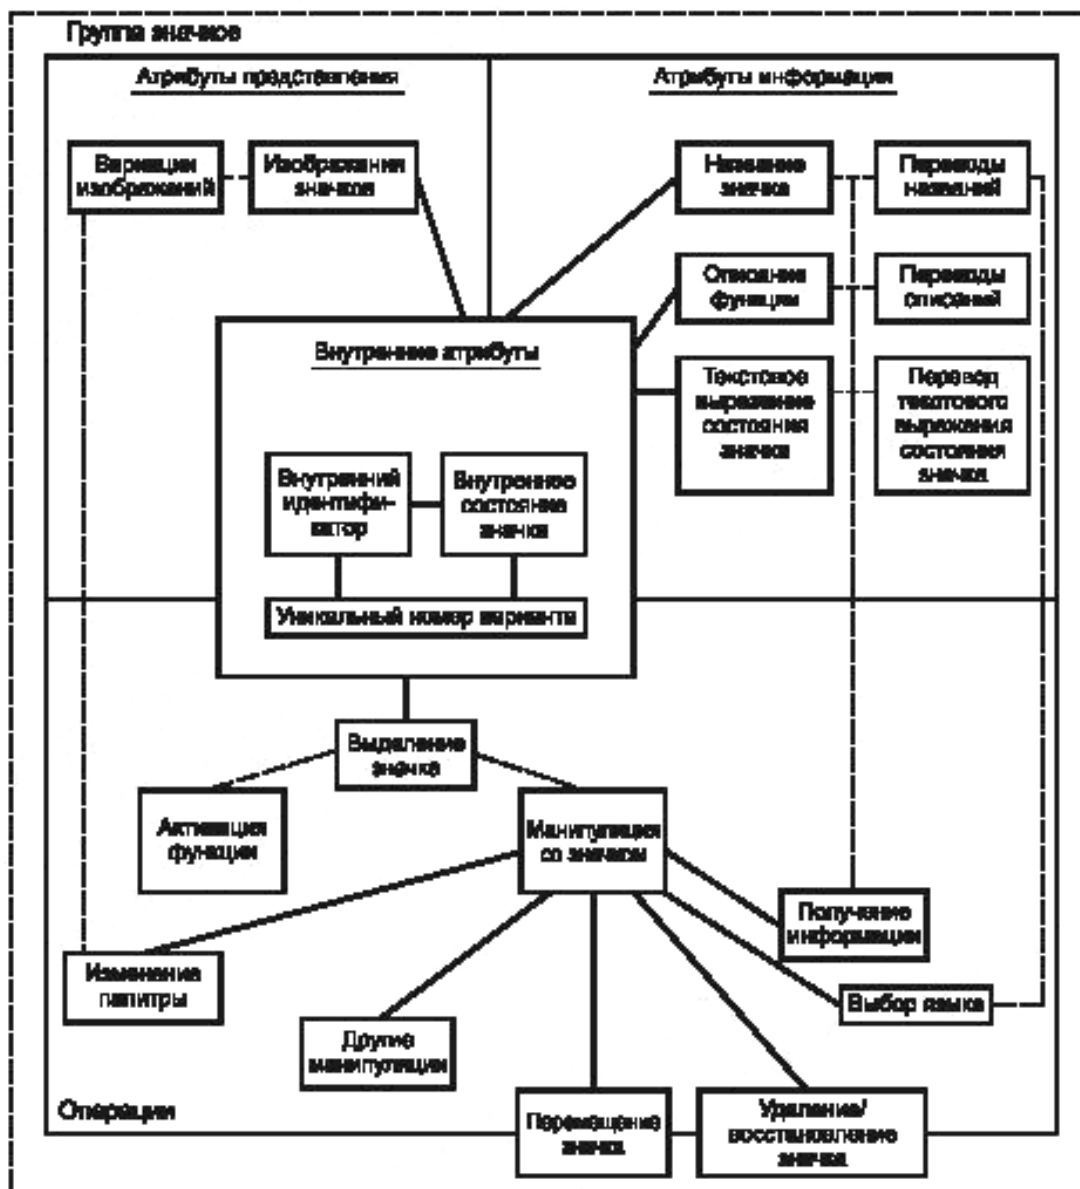 Группа значков
Атрибуты представления
Атрибуты информация
Вариации
изображений
Изображения
значков
Название
значка
Переводы
названий
Описание
функции
Переводы
описаний
Внутренние атрибуты
Текстовое
выражение
состояния
значка
Перевод
текстового
выражения
состояния
значка
Внутренний
идентифи-
катор
Внутреннее
состояние
значка
Уникальный номер варианта
Выделение
значка
Активация
функции
Манипуляция
со значком
Получение
информации
Изменение
палитры
Выбор языка
Другие
манипуляции
Операции
Перемещение
значка
Удаление/
восстановление
значка